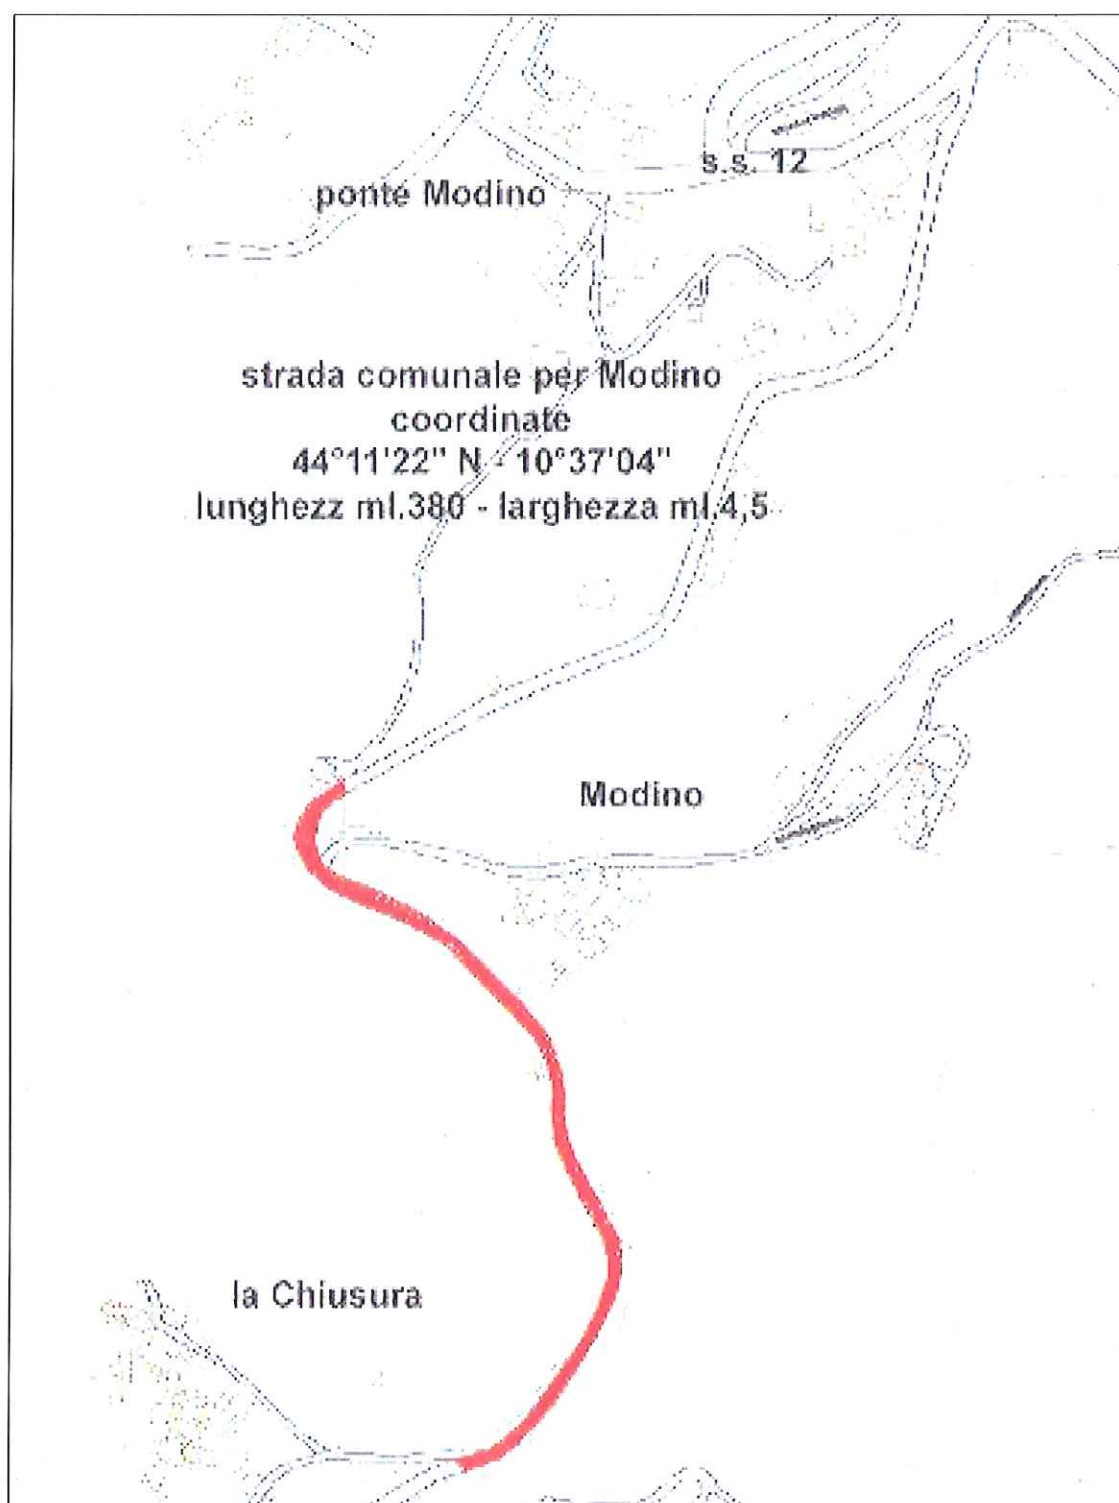 s.s. 12
ponte Modino
strada comunale per Modino
coordinate
44°11'22" N - 10°37'04"
lunghezz ml.380 - larghezza ml.4,5
Modino
la Chiusura